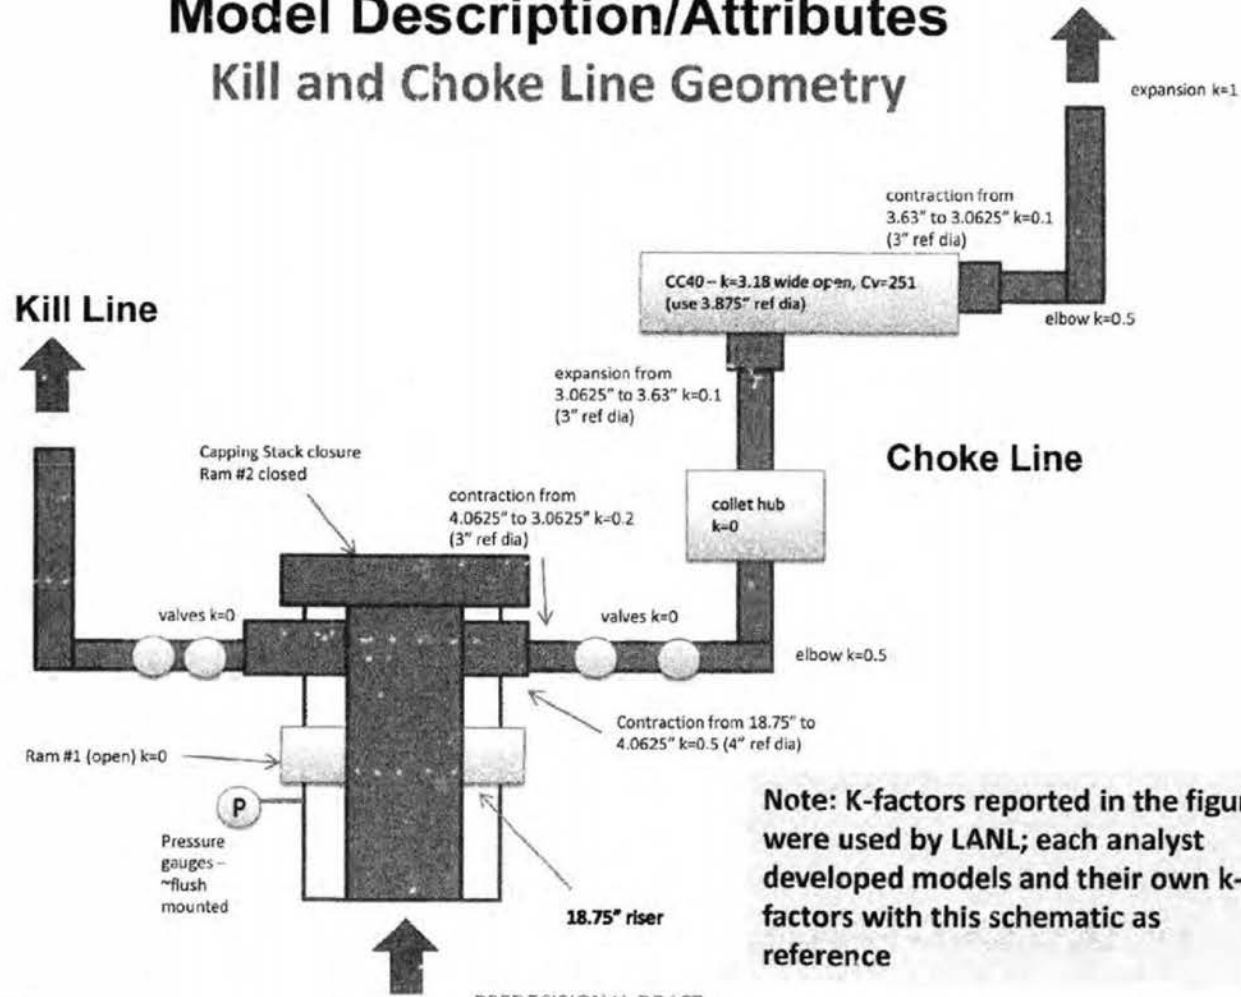 Model Description/Attributes
Kill and Choke Line Geometry
expansion k=1
contraction from
3.63" to 3.0625" k=0.1
(3" ref dia)
CC40 – k=3.18 wide open, Cv=251
(use 3.875" ref dia)
elbow k=0.5
Kill Line
expansion from
3.0625" to 3.63" k=0.1
(3" ref dia)
Choke Line
Capping Stack closure
Ram #2 closed
contraction from
4.0625" to 3.0625" k=0.2
(3" ref dia)
collet hub
k=0
valves k=0
valves k=0
elbow k=0.5
Contraction from 18.75" to
4.0625" k=0.5 (4" ref dia)
Ram #1 (open) k=0
P
Pressure
gauges –
~flush
mounted
18.75" riser
Note: K-factors reported in the figur
were used by LANL; each analyst
developed models and their own k-
factors with this schematic as
reference